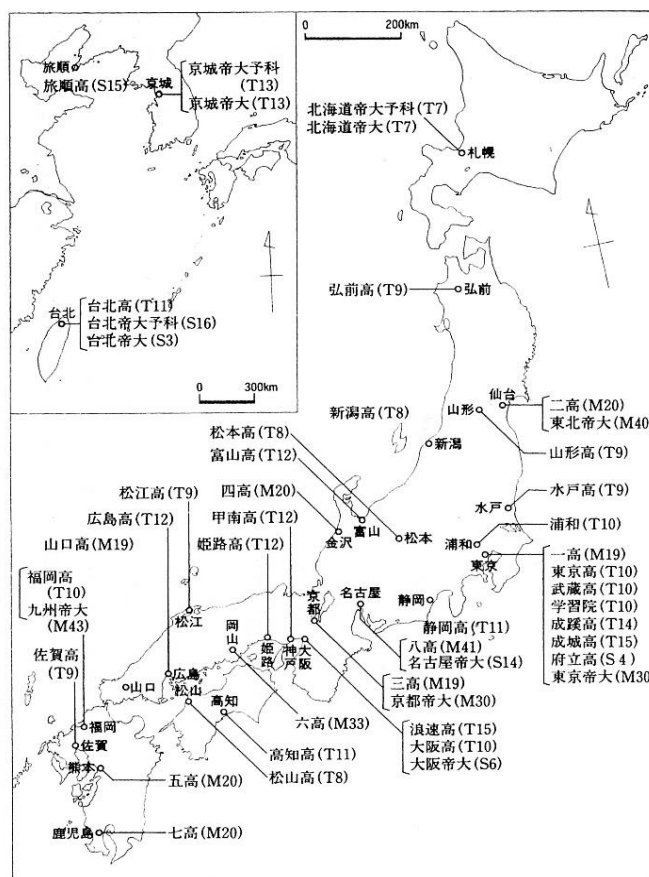 0 200km
旅順
旅順高(S15)
京城
京城帝大予科
(T13)
京城帝大(T13)
台北
台北高(T11)
台北帝大予科(S16)
台北帝大(S3)
0 300km
北海道帝大予科(T7)
北海道帝大(T7)
札幌
弘前高(T9)
弘前
仙台
二高(M20)
東北帝大(M40
山形
山形高(T9)
新潟高(T8)
新潟
松本高(T8)
富山高(T12)
四高(M20)
金沢
富山
松本
水戸
水戸高(T9)
浦和
浦和(T10)
東京
一高(M19)
東京高(T10)
武蔵高(T10)
学習院(T10)
成蹊高(T14)
成城高(T15)
府立高(S4)
東京帝大(M30
松江高(T9)
広島高(T12)
山口高(M19)
甲南高(T12)
姫路高(T12)
福岡高
(T10)
九州帝大
(M43)
佐賀高
(T9)
松江
岡山
姫路
神戸
大阪
京都
名古屋
静岡
静岡高(T11)
八高(M41)
名古屋帝大(S14)
三高(M19)
京都帝大(M30)
浪速高(T15)
大阪高(T10)
大阪帝大(S6)
山口
広島
松山
高知
六高(M33)
高知高(T11)
松山高(T8)
福岡
佐賀
熊本
五高(M20)
鹿児島
七高(M20)